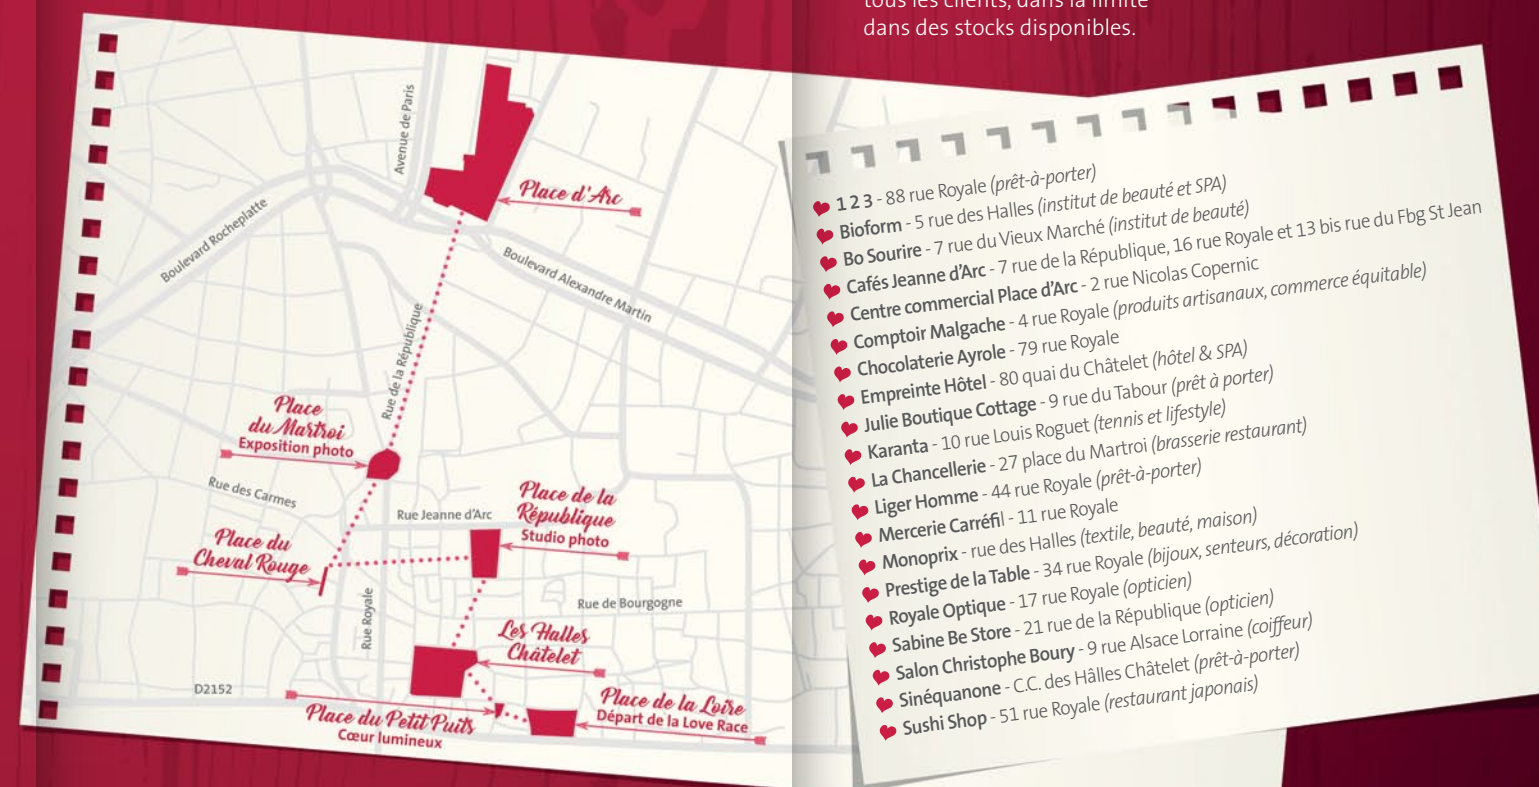 tous les clients, dans la limite
dans des stocks disponibles.
Avenue de Paris
Place d'Arc
Boulevard Rocheplatte
Boulevard Alexandre Martin
Rue de la République
Place
du Martroi
Exposition photo
Rue des Carmes
Rue Jeanne d'Arc
Place de la
République
Studio photo
Place du
Cheval Rouge
Rue Royale
Rue de Bourgogne
Les Halles
Châtelet
D2152
Place du Petit Puits
Cœur lumineux
Place de la Loire
Départ de la Love Race
1 2 3 - 88 rue Royale (prêt-à-porter)
Bioform - 5 rue des Halles (institut de beauté et SPA)
Bo Sourire - 7 rue du Vieux Marché (institut de beauté)
Cafés Jeanne d'Arc - 7 rue de la République, 16 rue Royale et 13 bis rue du Fbg St Jean
Centre commercial Place d'Arc - 2 rue Nicolas Copernic
Comptoir Malgache - 4 rue Royale (produits artisanaux, commerce équitable)
Chocolaterie Ayrole - 79 rue Royale
Empreinte Hôtel - 80 quai du Châtelet (hôtel & SPA)
Julie Boutique Cottage - 9 rue du Tabour (prêt à porter)
Karanta - 10 rue Louis Roguet (tennis et lifestyle)
La Chancellerie - 27 place du Martroi (brasserie restaurant)
Liger Homme - 44 rue Royale (prêt-à-porter)
Mercerie Carréfil - 11 rue Royale
Monoprix - rue des Halles (textile, beauté, maison)
Prestige de la Table - 34 rue Royale (bijoux, senteurs, décoration)
Royale Optique - 17 rue Royale (opticien)
Sabine Be Store - 21 rue de la République (opticien)
Salon Christophe Boury - 9 rue Alsace Lorraine (coiffeur)
Sinéquanone - C.C. des Hâlles Châtelet (prêt-à-porter)
Sushi Shop - 51 rue Royale (restaurant japonais)